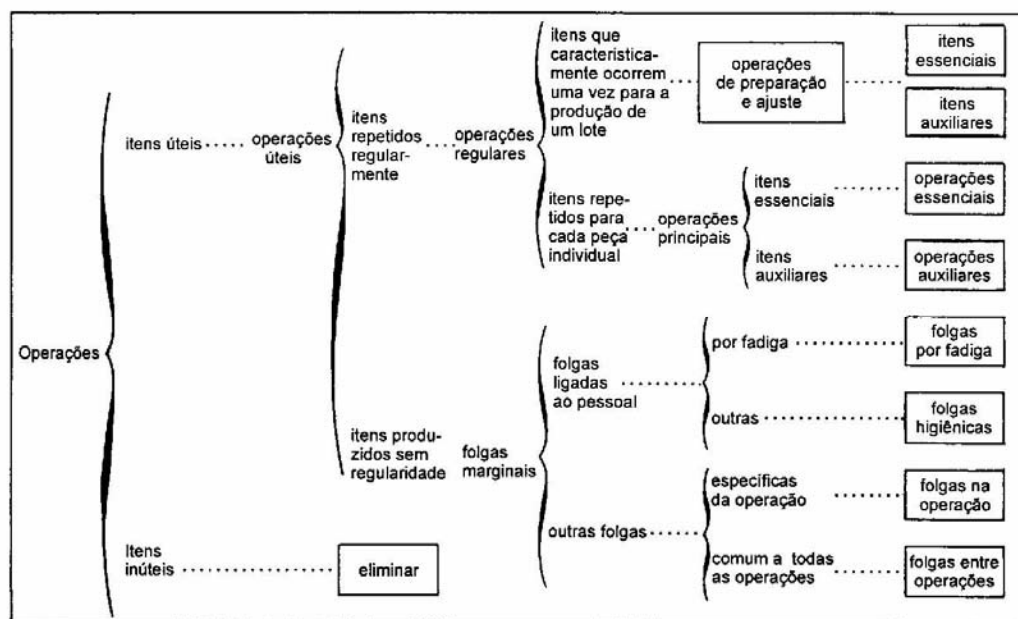 itens que
característica-
mente ocorrem
uma vez para a
produção de
um lote
operações
de preparação
e ajuste
itens
essenciais
itens
auxiliares
itens úteis
operações
úteis
itens
repetidos
regular-
mente
operações
regulares
itens repe-
tidos para
cada peça
individual
operações
principais
itens
essenciais
operações
essenciais
itens
auxiliares
operações
auxiliares
Operações
itens produ-
zidos sem
regularidade
folgas
marginais
folgas
ligadas
ao pessoal
por fadiga
folgas
por fadiga
outras
folgas
higiênicas
outras folgas
específicas
da operação
folgas na
operação
comum a todas
as operações
folgas entre
operações
Itens
inúteis
eliminar